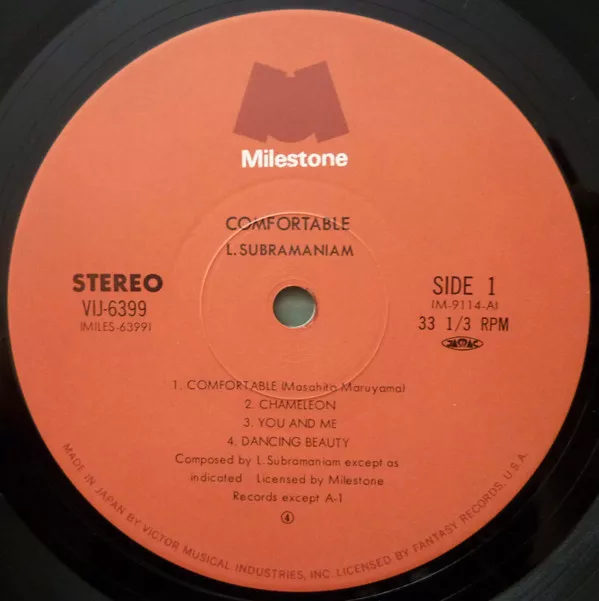 Milestone
COMFORTABLE
L. SUBRAMANIAM
STEREO
VIJ-6399
(MILES-6399)
SIDE 1
(M-9114-A)
33 1/3 RPM
JASRAC
1. COMFORTABLE (Masahito Maruyama)
2. CHAMELEON
3. YOU AND ME
4. DANCING BEAUTY
Composed by L. Subramaniam except as
indicated Licensed by Milestone
Records except A-1
④
MADE IN JAPAN BY VICTOR MUSICAL INDUSTRIES, INC. LICENSED BY FANTASY RECORDS, U.S.A.